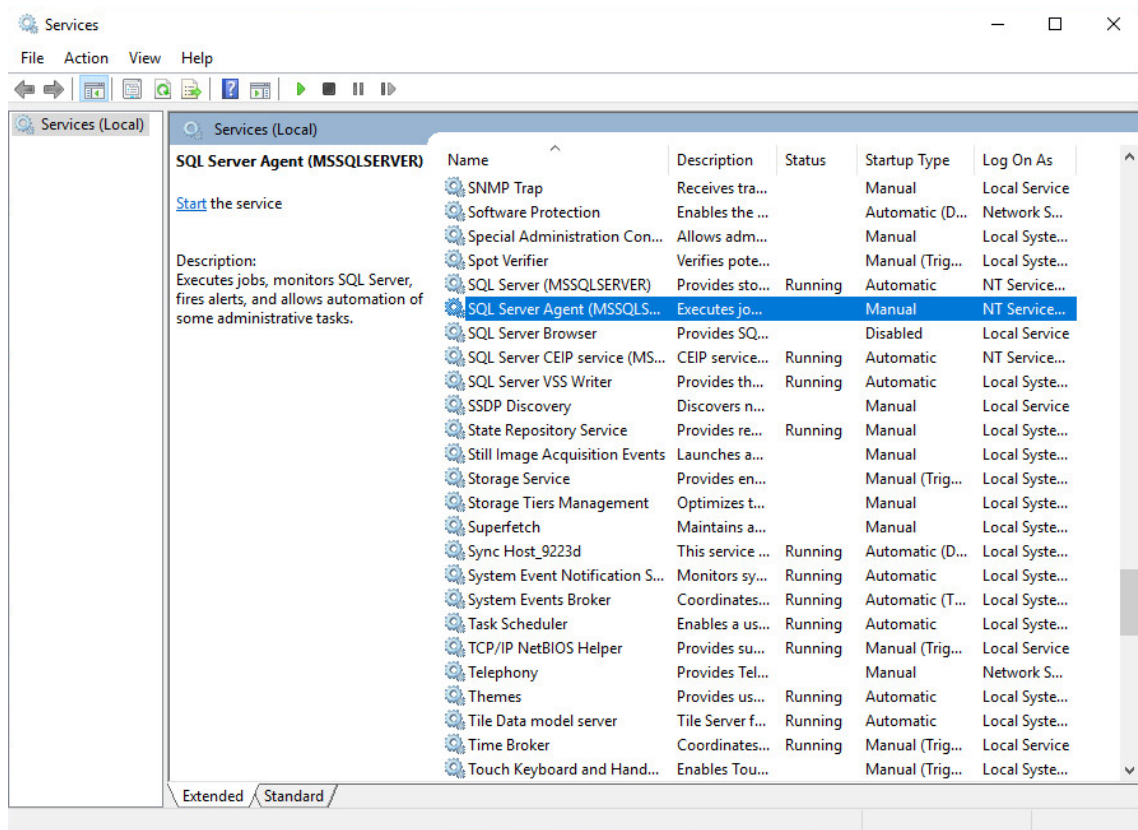 Services
File Action View Help
Services (Local)
Services (Local)
SQL Server Agent (MSSQLSERVER)
Start the service
Description:
Executes jobs, monitors SQL Server,
fires alerts, and allows automation of
some administrative tasks.
Name Description Status Startup Type Log On As
SNMP Trap Receives tra... Manual Local Service
Software Protection Enables the ... Automatic (D... Network S...
Special Administration Con... Allows adm... Manual Local Syste...
Spot Verifier Verifies pote... Manual (Trig... Local Syste...
SQL Server (MSSQLSERVER) Provides sto... Running Automatic NT Service...
SQL Server Agent (MSSQLS... Executes jo... Manual NT Service...
SQL Server Browser Provides SQ... Disabled Local Service
SQL Server CEIP service (MS... CEIP service... Running Automatic NT Service...
SQL Server VSS Writer Provides th... Running Automatic Local Syste...
SSDP Discovery Discovers n... Manual Local Service
State Repository Service Provides re... Running Manual Local Syste...
Still Image Acquisition Events Launches a... Manual Local Syste...
Storage Service Provides en... Manual (Trig... Local Syste...
Storage Tiers Management Optimizes t... Manual Local Syste...
Superfetch Maintains a... Manual Local Syste...
Sync Host_9223d This service ... Running Automatic (D... Local Syste...
System Event Notification S... Monitors sy... Running Automatic Local Syste...
System Events Broker Coordinates... Running Automatic (T... Local Syste...
Task Scheduler Enables a us... Running Automatic Local Syste...
TCP/IP NetBIOS Helper Provides su... Running Manual (Trig... Local Service
Telephony Provides Tel... Manual Network S...
Themes Provides us... Running Automatic Local Syste...
Tile Data model server Tile Server f... Running Automatic Local Syste...
Time Broker Coordinates... Running Manual (Trig... Local Service
Touch Keyboard and Hand... Enables Tou... Manual (Trig... Local Syste...
Extended Standard